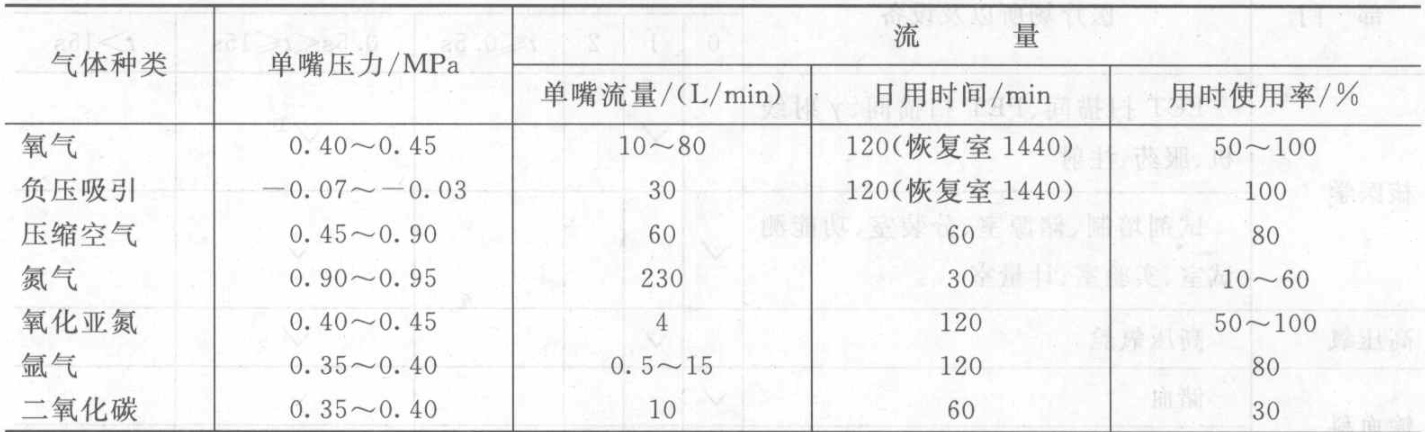 气体种类 单嘴压力/MPa 流 量
单嘴流量/(L/min) 日用时间/min 用时使用率/%
氧气 0.40～0.45 10～80 120(恢复室 1440) 50～100
负压吸引 －0.07～－0.03 30 120(恢复室 1440) 100
压缩空气 0.45～0.90 60 60 80
氮气 0.90～0.95 230 30 10～60
氧化亚氮 0.40～0.45 4 120 50～100
氩气 0.35～0.40 0.5～15 120 80
二氧化碳 0.35～0.40 10 60 30